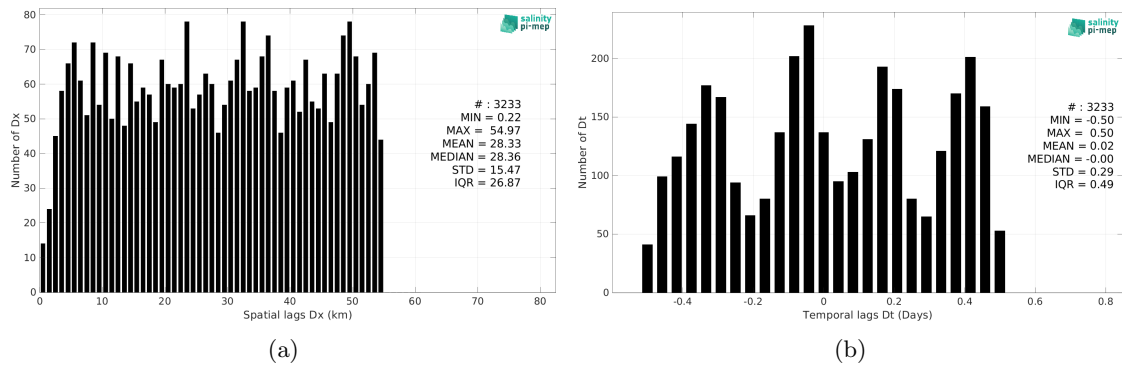 80
70
60
50
40
30
20
10
0
Number of Dx
0 10 20 30 40 50 60 70 80
Spatial lags Dx (km)
salinity
pi-mep
# : 3233
MIN = 0.22
MAX = 54.97
MEAN = 28.33
MEDIAN = 28.36
STD = 15.47
IQR = 26.87
(a)
200
150
100
50
0
Number of Dt
-0.4 -0.2 0 0.2 0.4 0.6 0.8
Temporal lags Dt (Days)
salinity
pi-mep
# : 3233
MIN = -0.50
MAX = 0.50
MEAN = 0.02
MEDIAN = -0.00
STD = 0.29
IQR = 0.49
(b)